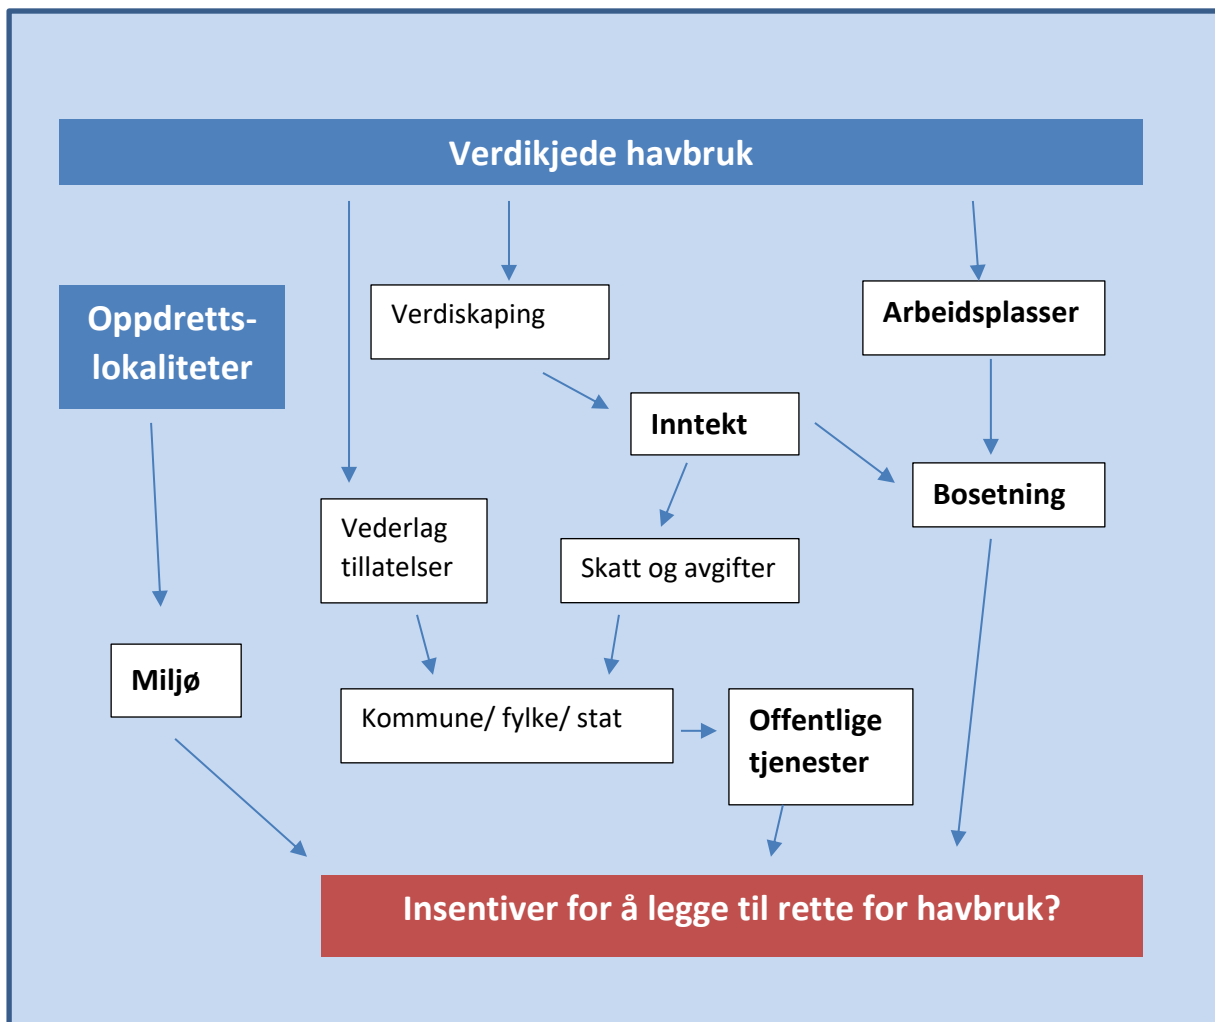 Verdikjede havbruk
Oppdretts-
lokaliteter
Verdiskaping
Arbeidsplasser
Inntekt
Bosetning
Vederlag
tillatelser
Skatt og avgifter
Miljø
Kommune/ fylke/ stat
Offentlige
tjenester
Insentiver for å legge til rette for havbruk?